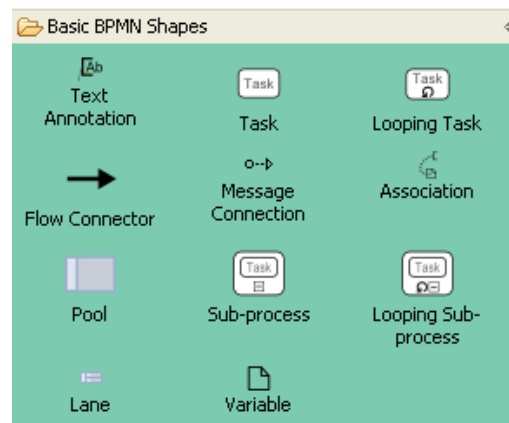 Basic BPMN Shapes
Ab
Text
Annotation
Task
Task
Task
Looping Task
Flow Connector
Message
Connection
Association
Pool
Task
Sub-process
Task
Looping Sub-
process
Lane
Variable